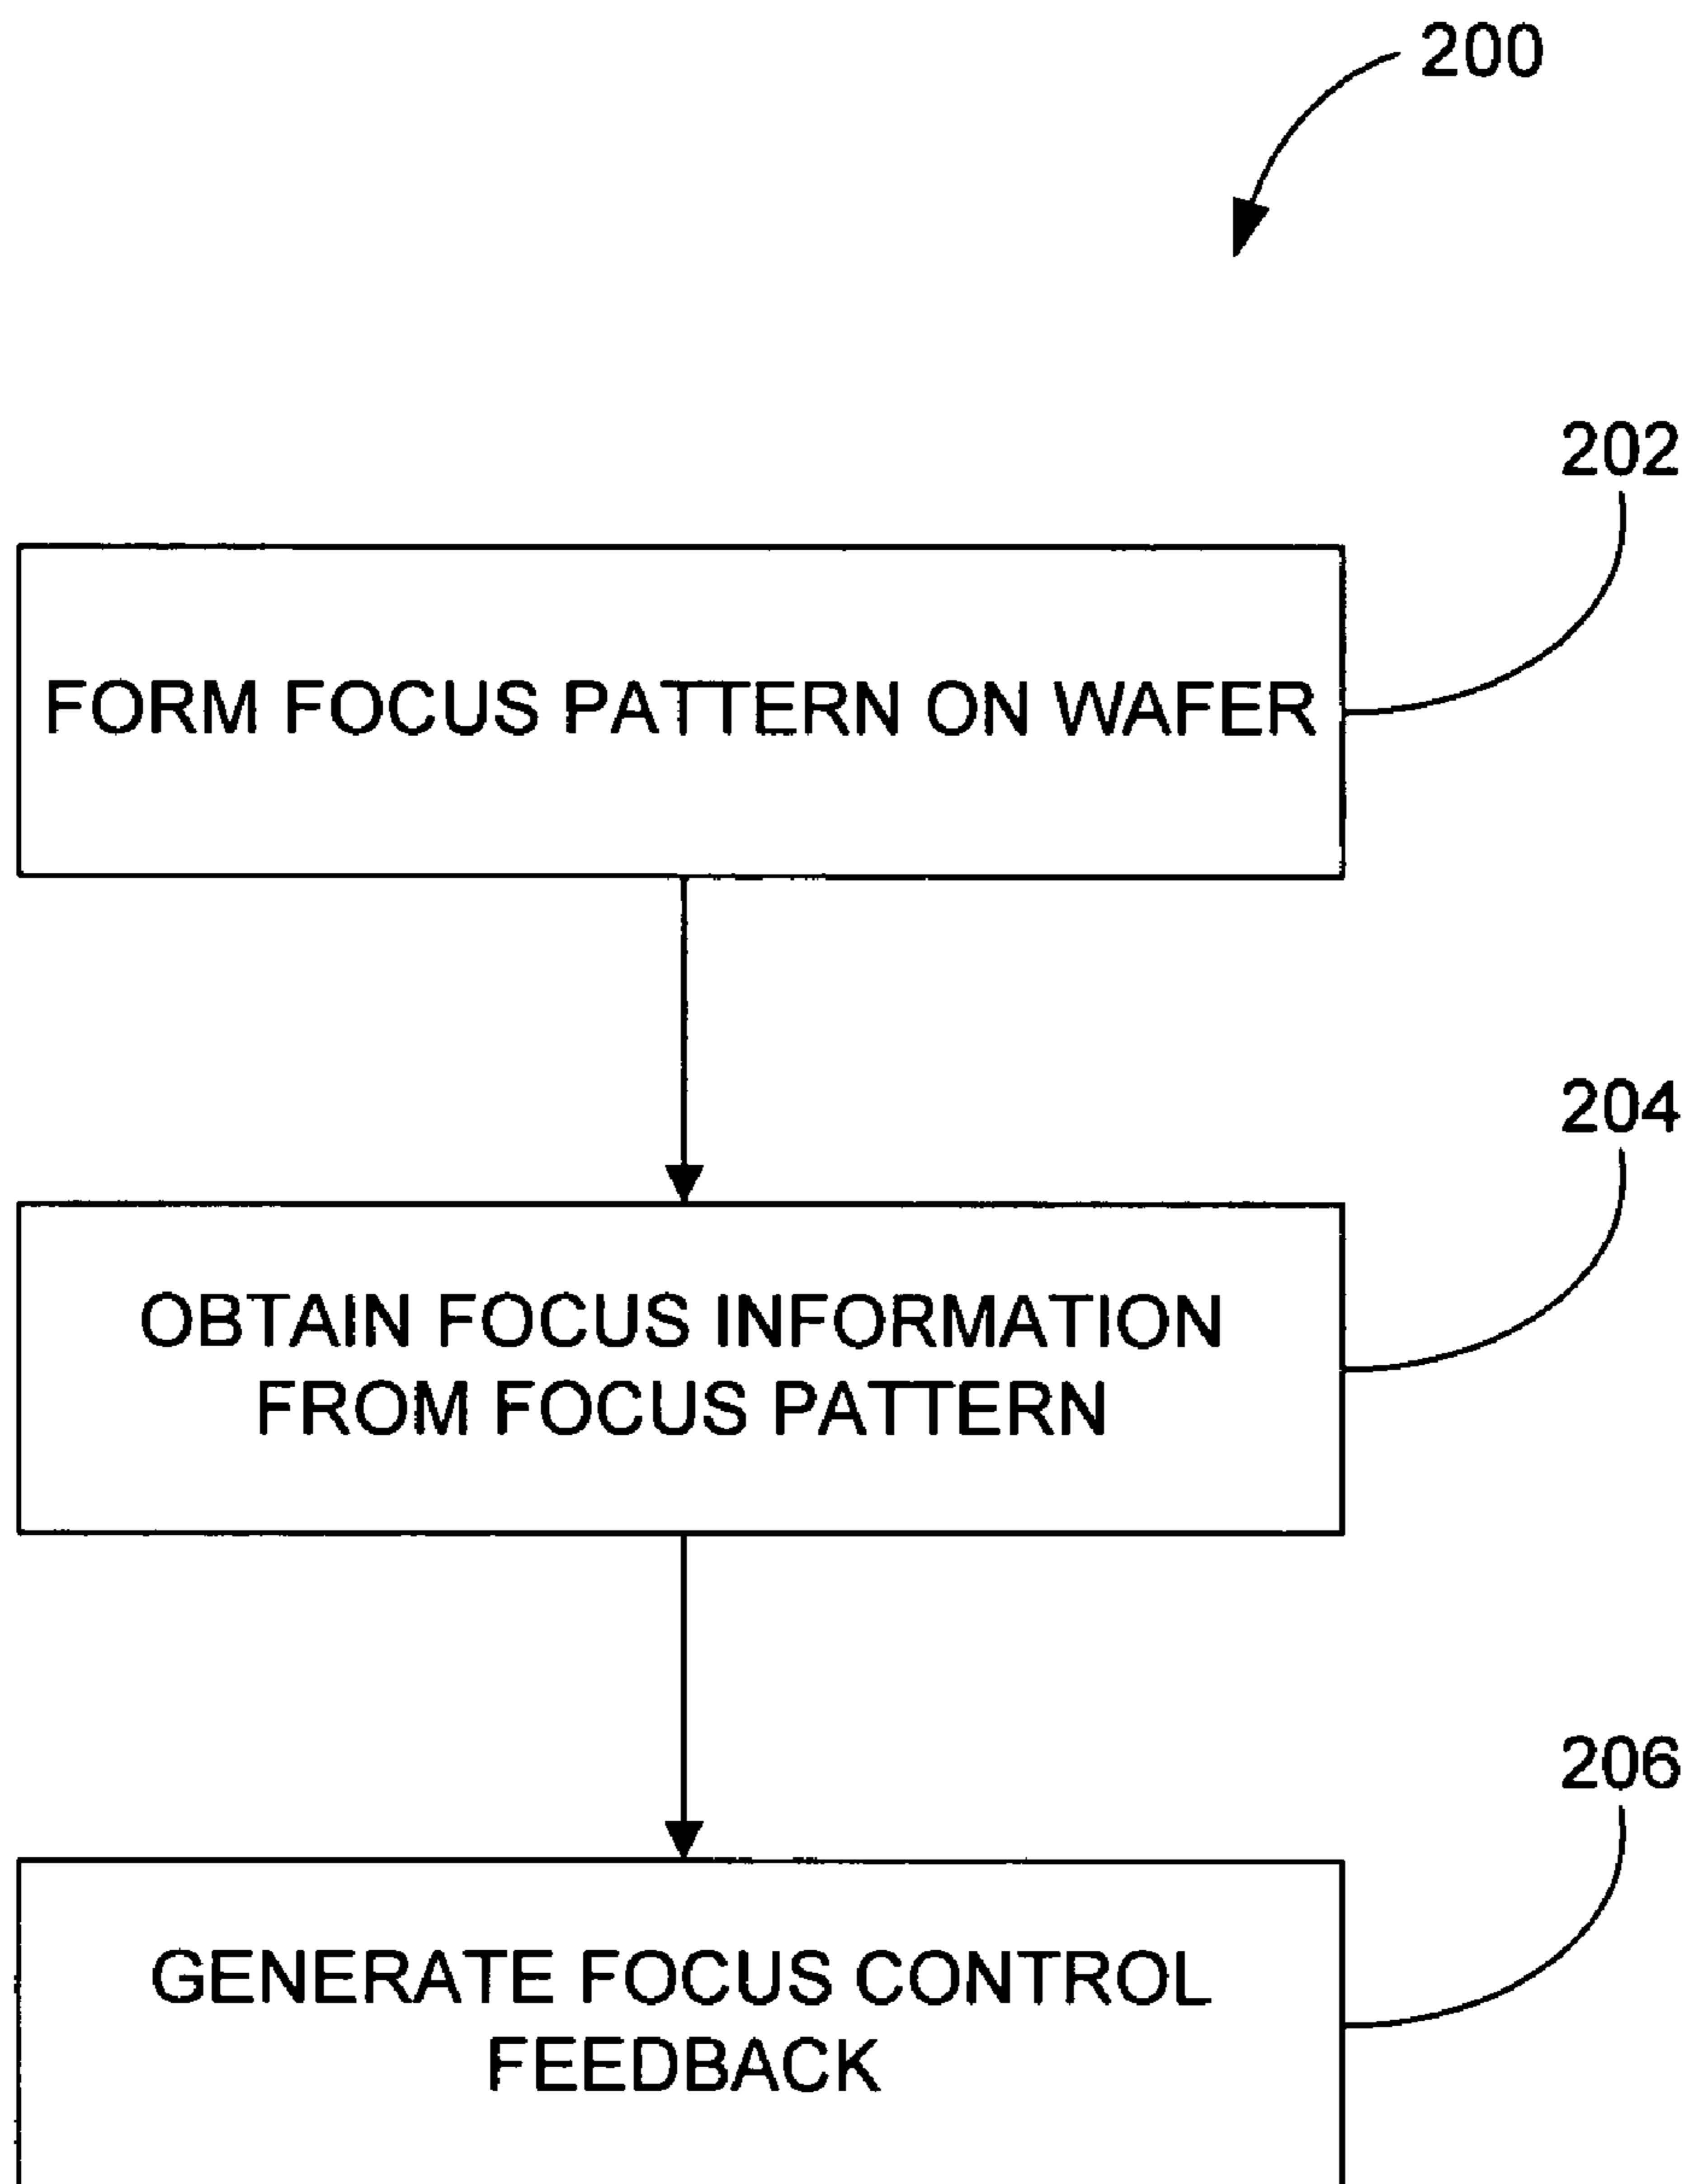 200
202
FORM FOCUS PATTERN ON WAFER
204
OBTAIN FOCUS INFORMATION
FROM FOCUS PATTERN
206
GENERATE FOCUS CONTROL
FEEDBACK